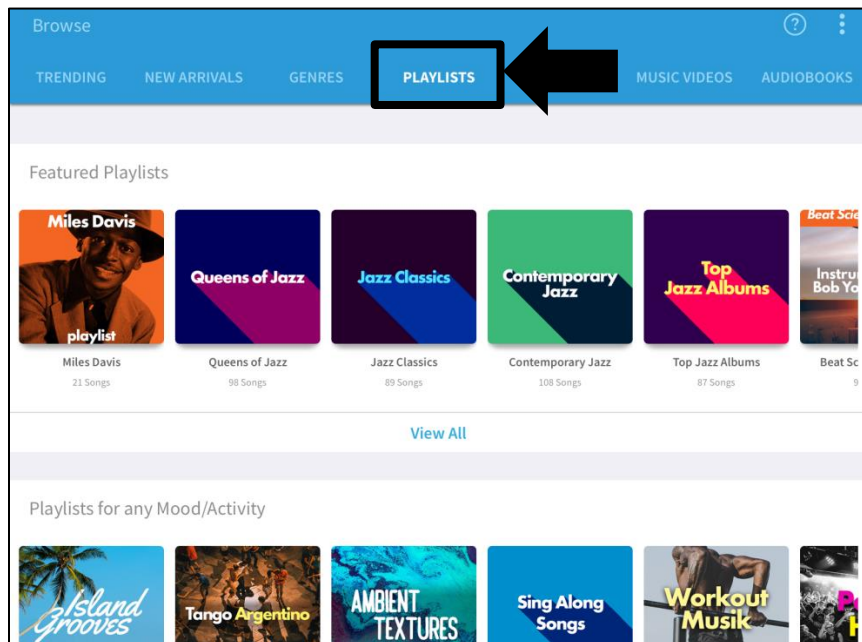 Browse
TRENDING NEW ARRIVALS GENRES PLAYLISTS MUSIC VIDEOS AUDIOBOOKS
Featured Playlists
Miles Davis
playlist
Queens of Jazz
Jazz Classics
Contemporary
Jazz
Top
Jazz Albums
Beat
Bob
Miles Davis Queens of Jazz Jazz Classics Contemporary Jazz Top Jazz Albums Beat
21 Songs 98 Songs 89 Songs 108 Songs 87 Songs 9
View All
Playlists for any Mood/Activity
Island
Grooves
Tango Argentino
AMBIENT
TEXTURES
Sing Along
Songs
Workout
Musik